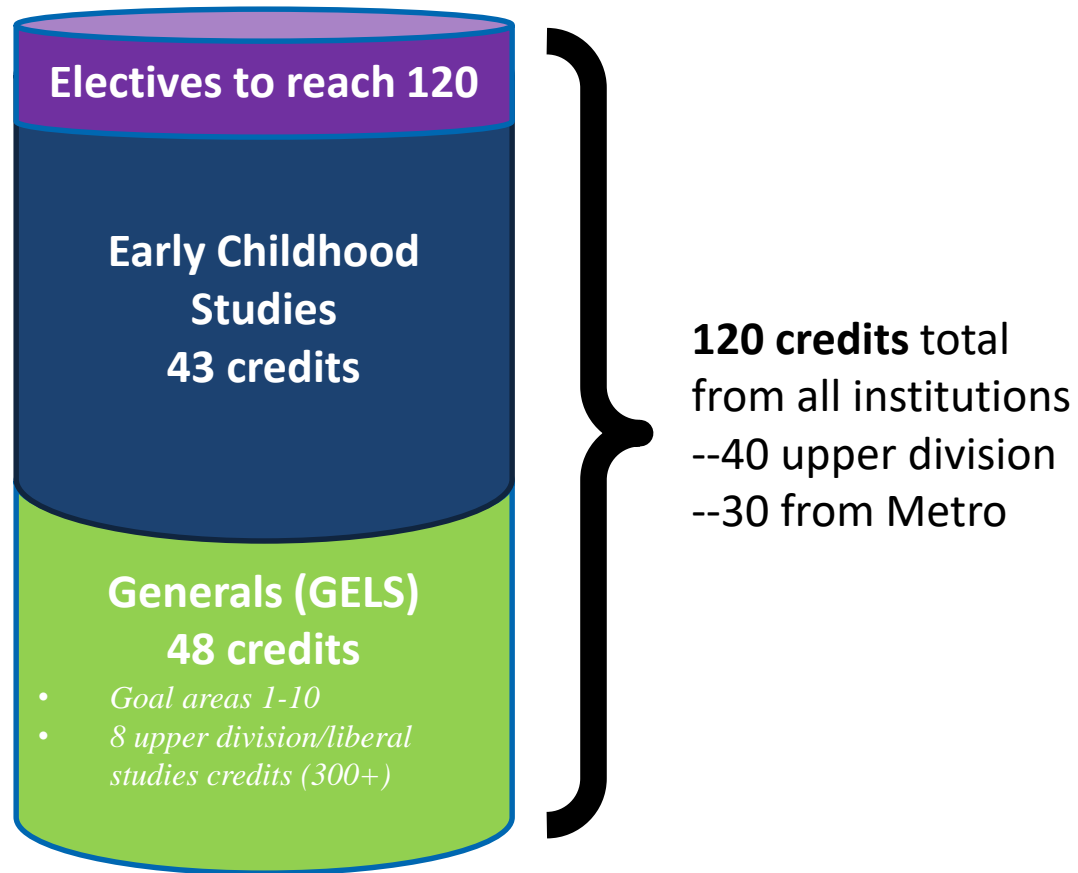 Electives to reach 120
Early Childhood
Studies
43 credits
Generals (GELS)
48 credits
• Goal areas 1-10
• 8 upper division/liberal
studies credits (300+)
120 credits total
from all institutions
--40 upper division
--30 from Metro